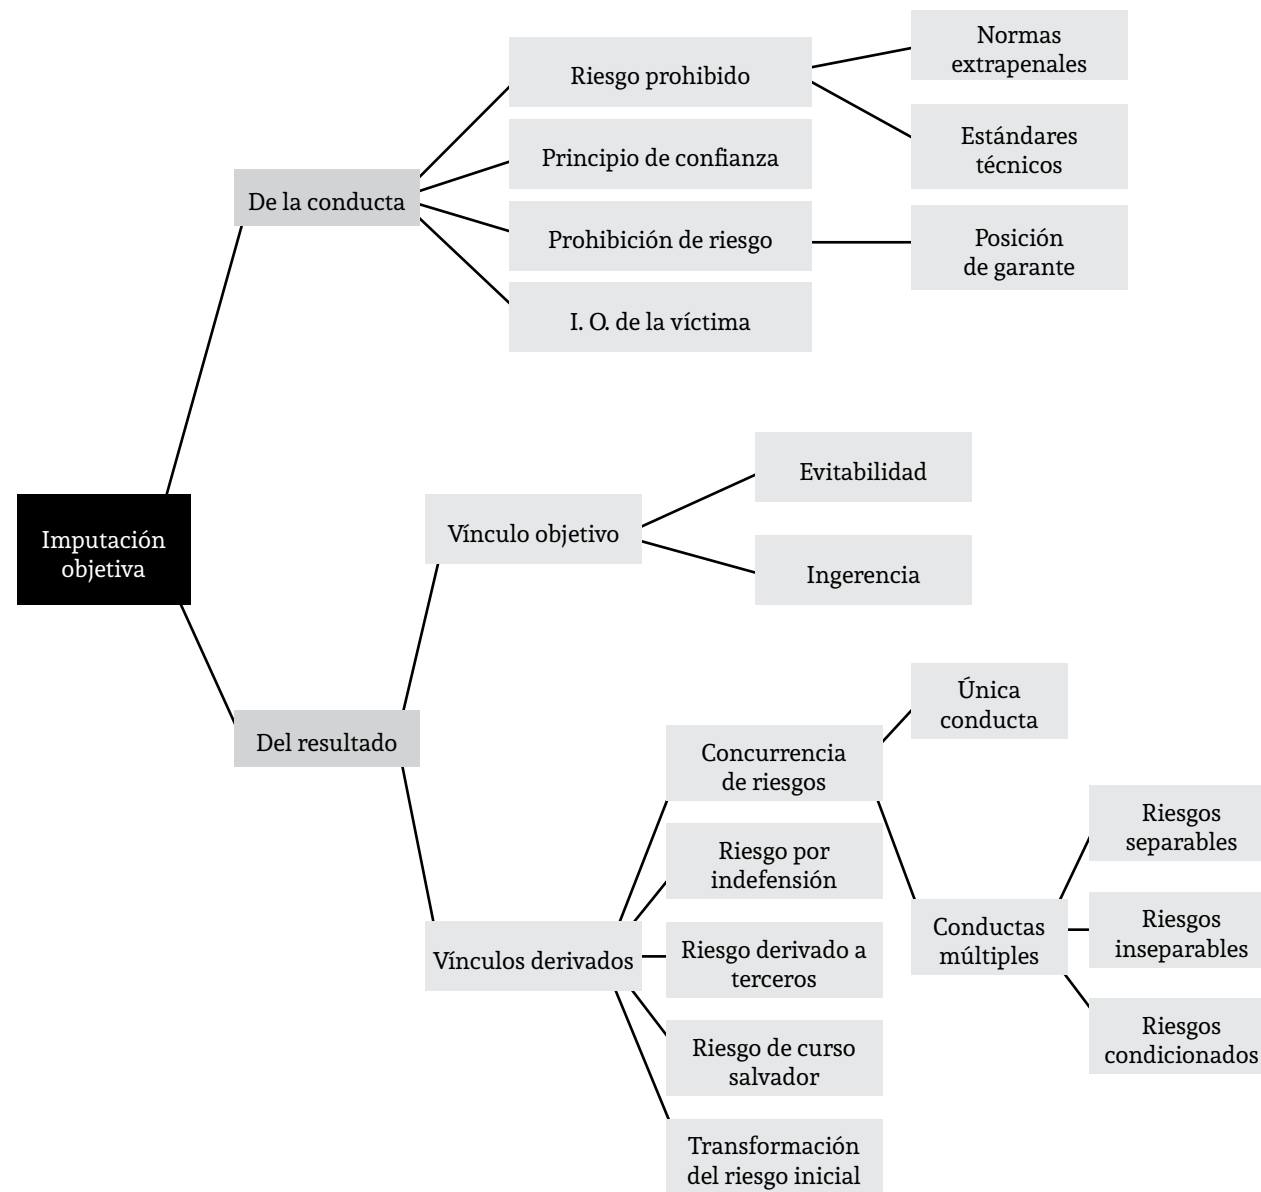 Imputación
objetiva
De la conducta
Riesgo prohibido
Normas
extrapenales
Estándares
técnicos
Principio de confianza
Prohibición de riesgo
Posición
de garante
I. O. de la víctima
Del resultado
Vínculo objetivo
Evitabilidad
Ingerencia
Vínculos derivados
Concurrencia
de riesgos
Única
conducta
Conductas
múltiples
Riesgos
separables
Riesgos
inseparables
Riesgos
condicionados
Riesgo por
indefensión
Riesgo derivado a
terceros
Riesgo de curso
salvador
Transformación
del riesgo inicial